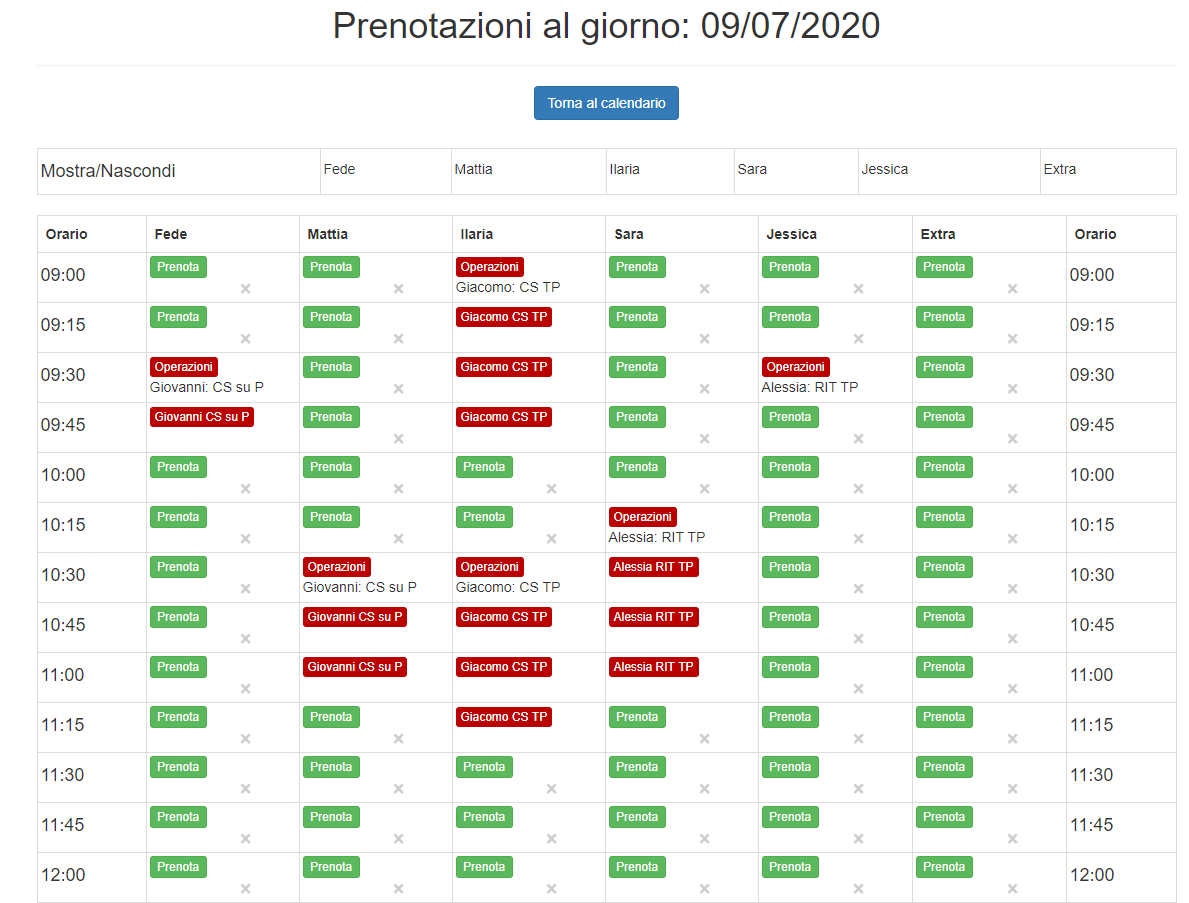 Prenotazioni al giorno: 09/07/2020
Torna al calendario
Mostra/Nascondi Fede Mattia Ilaria Sara Jessica Extra
Orario Fede Mattia Ilaria Sara Jessica Extra Orario
09:00 Prenota Prenota Operazioni Prenota Prenota Prenota 09:00
Giacomo: CS TP
09:15 Prenota Prenota Giacomo CS TP Prenota Prenota Prenota 09:15
09:30 Operazioni Prenota Giacomo CS TP Prenota Operazioni Prenota 09:30
Giovanni: CS su P Alessia: RIT TP
09:45 Giovanni CS su P Prenota Giacomo CS TP Prenota Prenota Prenota 09:45
10:00 Prenota Prenota Prenota Prenota Prenota Prenota 10:00
10:15 Prenota Prenota Prenota Operazioni Prenota Prenota 10:15
Alessia: RIT TP
10:30 Prenota Operazioni Operazioni Alessia RIT TP Prenota Prenota 10:30
Giovanni: CS su P Giacomo: CS TP
10:45 Prenota Giovanni CS su P Giacomo CS TP Alessia RIT TP Prenota Prenota 10:45
11:00 Prenota Giovanni CS su P Giacomo CS TP Alessia RIT TP Prenota Prenota 11:00
11:15 Prenota Prenota Giacomo CS TP Prenota Prenota Prenota 11:15
11:30 Prenota Prenota Prenota Prenota Prenota Prenota 11:30
11:45 Prenota Prenota Prenota Prenota Prenota Prenota 11:45
12:00 Prenota Prenota Prenota Prenota Prenota Prenota 12:00